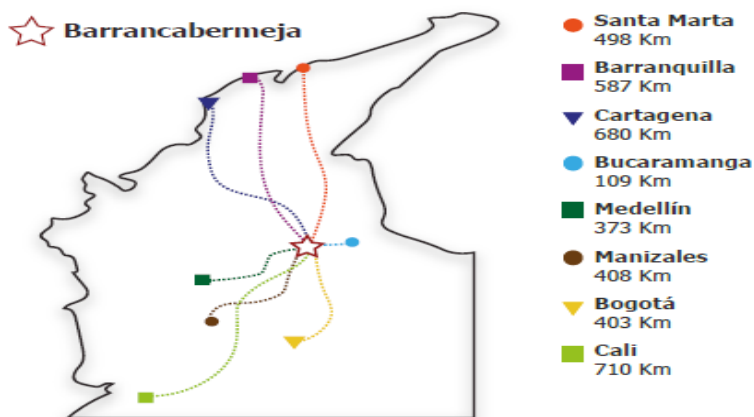 Barrancabermeja
Santa Marta
498 Km
Barranquilla
587 Km
Cartagena
680 Km
Bucaramanga
109 Km
Medellín
373 Km
Manizales
408 Km
Bogotá
403 Km
Cali
710 Km